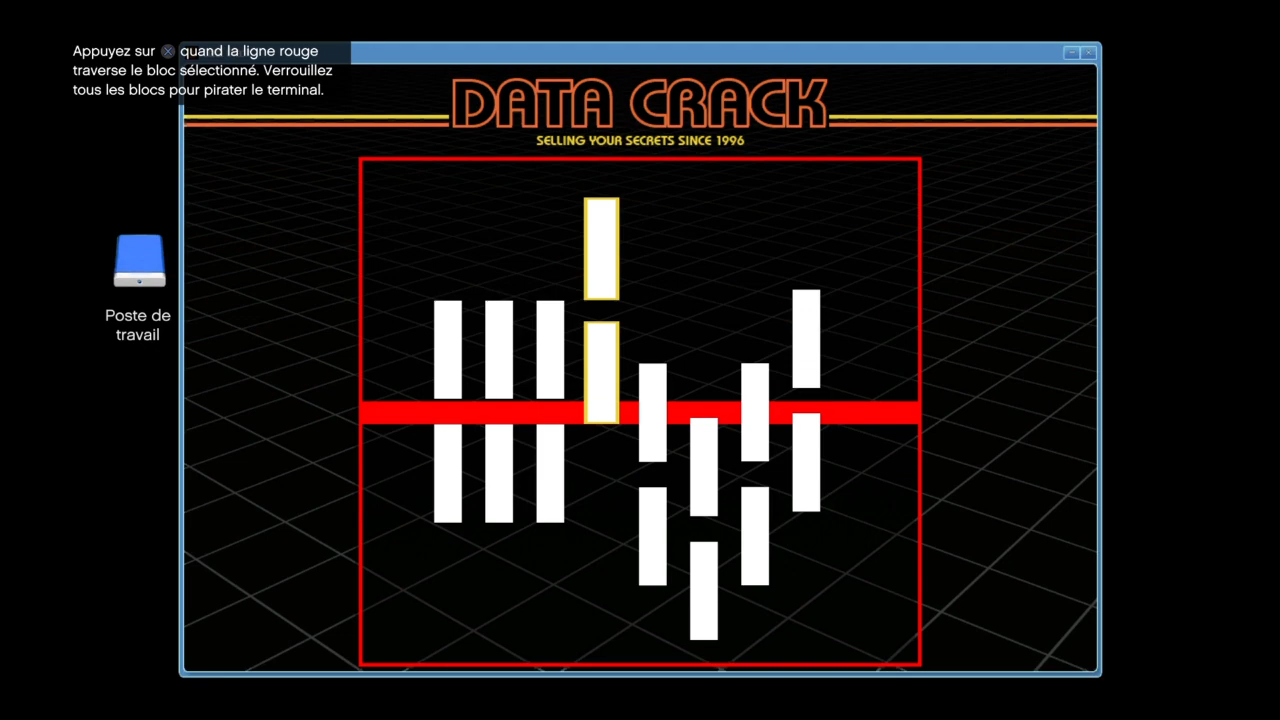 Appuyez sur ⓧ quand la ligne rouge
traverse le bloc sélectionné. Verrouillez
tous les blocs pour pirater le terminal.
DATA CRACK
SELLING YOUR SECRETS SINCE 1996
Poste de
travail